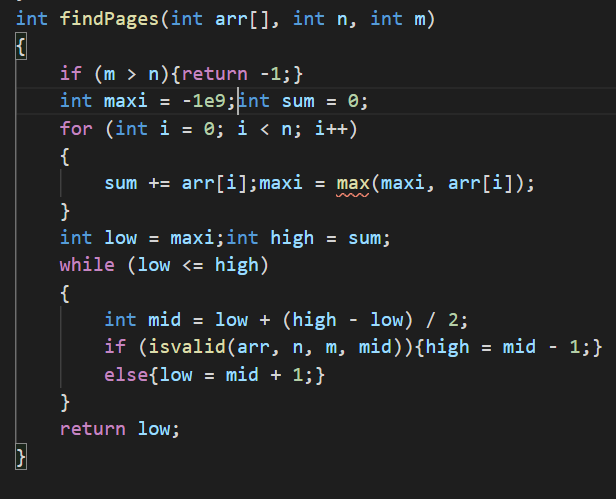 int findPages(int arr[], int n, int m)
{
    if (m > n){return -1;}
    int maxi = -1e9;int sum = 0;
    for (int i = 0; i < n; i++)
    {
        sum += arr[i];maxi = max(maxi, arr[i]);
    }
    int low = maxi;int high = sum;
    while (low <= high)
    {
        int mid = low + (high - low) / 2;
        if (isvalid(arr, n, m, mid)){high = mid - 1;}
        else{low = mid + 1;}
    }
    return low;
}